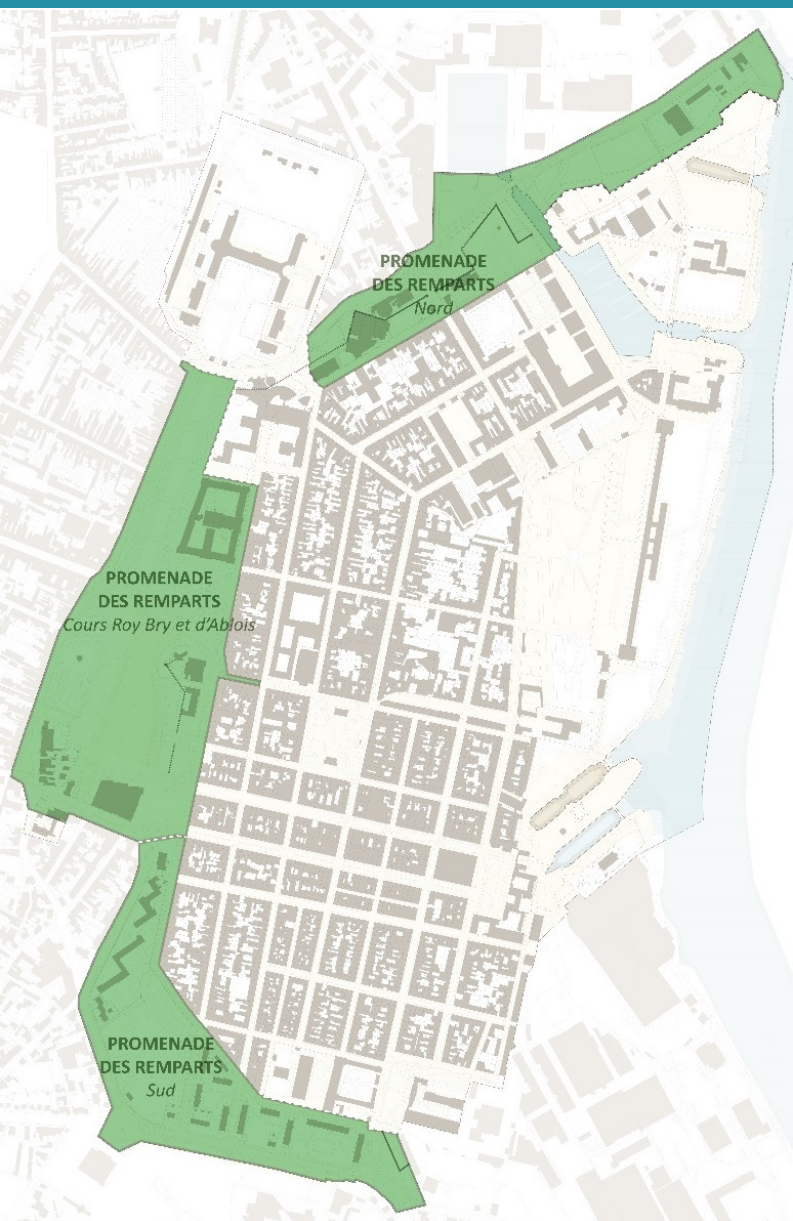 PROMENADE
DES REMPARTS
Nord
PROMENADE
DES REMPARTS
Cours Roy Bry et d'Ablois
PROMENADE
DES REMPARTS
Sud